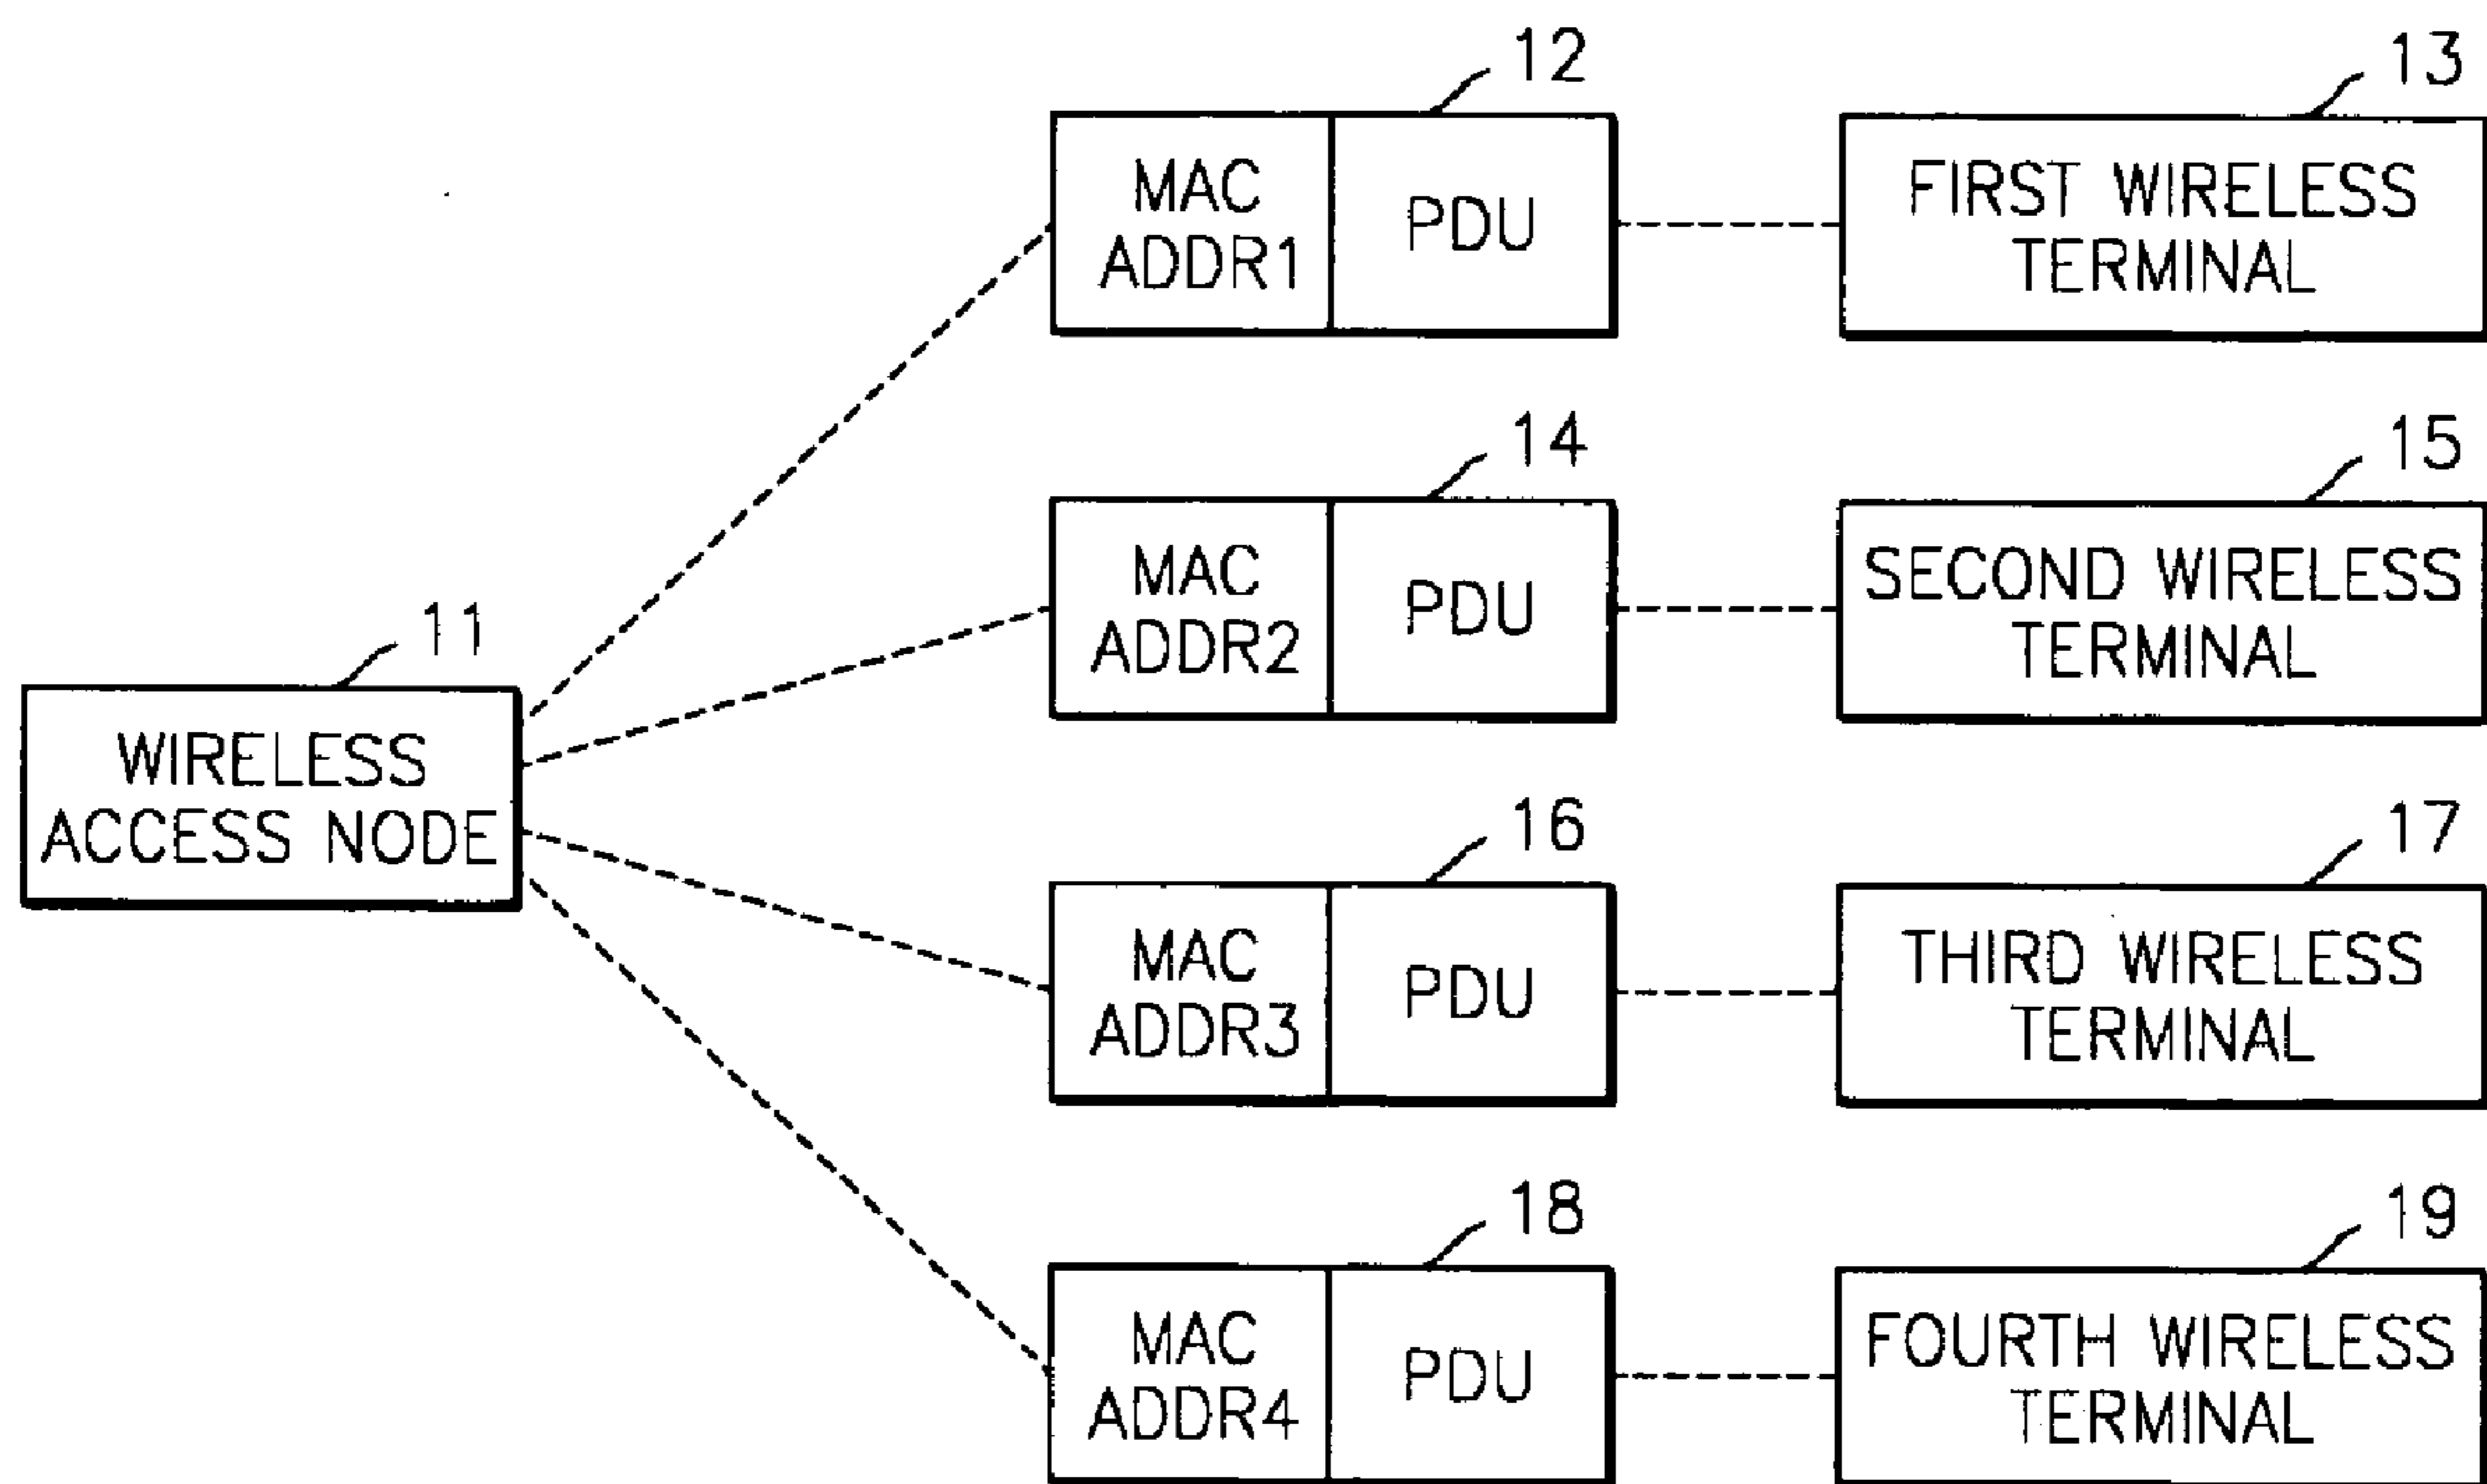 12
13
MAC
ADDR1
PDU
FIRST WIRELESS
TERMINAL
14
15
MAC
ADDR2
PDU
SECOND WIRELESS
TERMINAL
11
WIRELESS
ACCESS NODE
16
17
MAC
ADDR3
PDU
THIRD WIRELESS
TERMINAL
18
19
MAC
ADDR4
PDU
FOURTH WIRELESS
TERMINAL